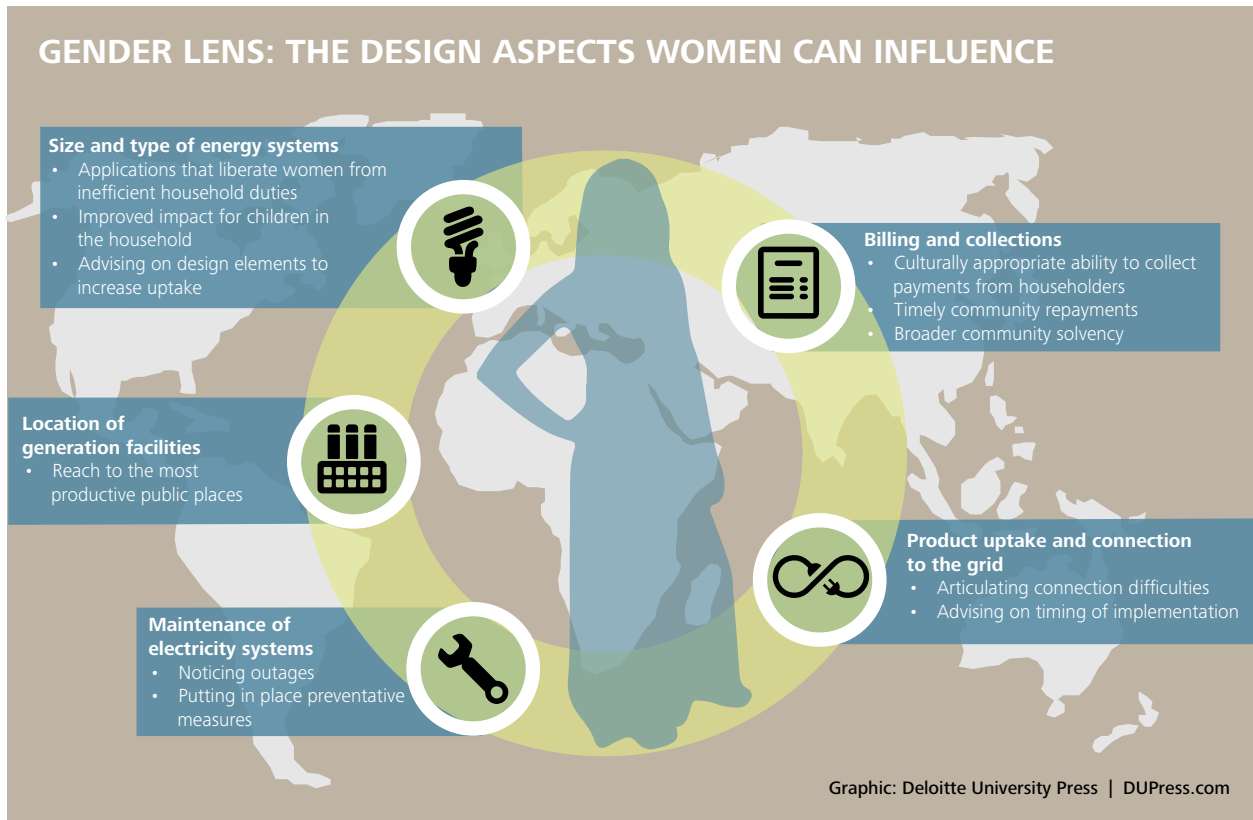 GENDER LENS: THE DESIGN ASPECTS WOMEN CAN INFLUENCE
Size and type of energy systems
• Applications that liberate women from
inefficient household duties
• Improved impact for children in
the household
• Advising on design elements to
increase uptake
Billing and collections
• Culturally appropriate ability to collect
payments from householders
• Timely community repayments
• Broader community solvency
Location of
generation facilities
• Reach to the most
productive public places
Product uptake and connection
to the grid
• Articulating connection difficulties
• Advising on timing of implementation
Maintenance of
electricity systems
• Noticing outages
• Putting in place preventative
measures
Graphic: Deloitte University Press | DUPress.com